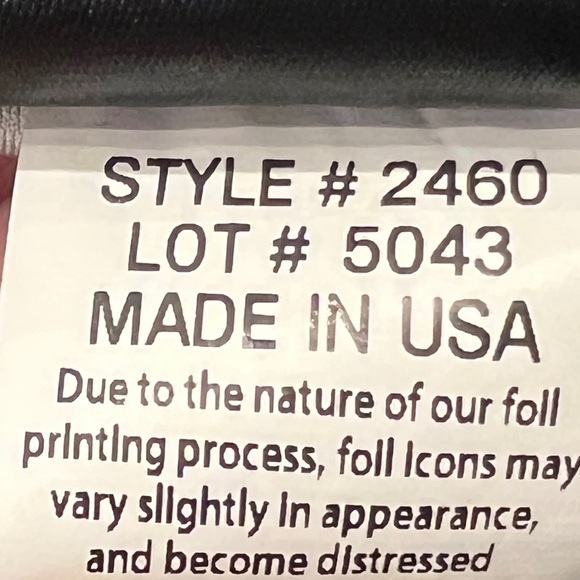 STYLE # 2460
LOT # 5043
MADE IN USA
Due to the nature of our foil
printing process, foil icons may
vary slightly in appearance,
and become distressed